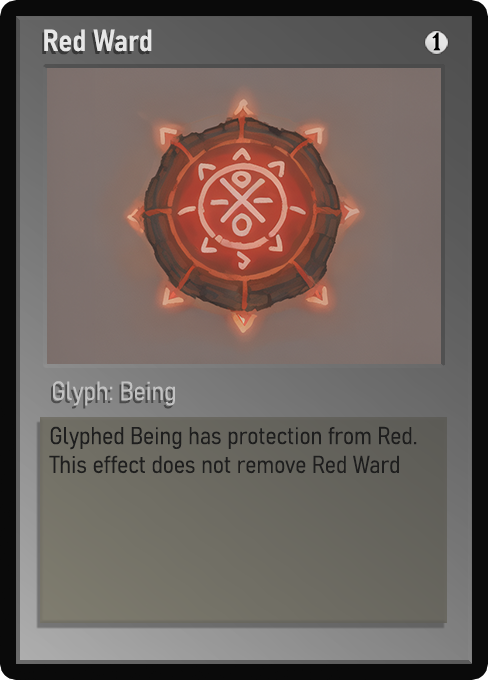 Red Ward
1
Glyph: Being
Glyphed Being has protection from Red.
This effect does not remove Red Ward